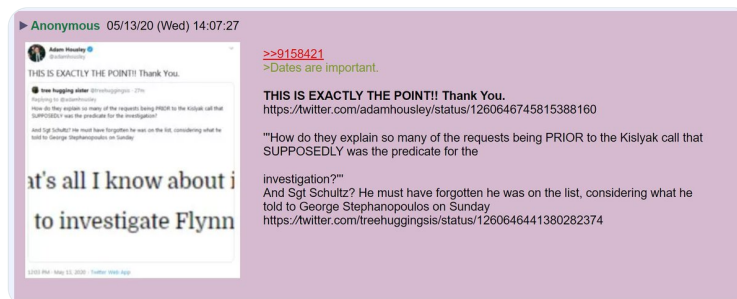 ▶ Anonymous 05/13/20 (Wed) 14:07:27
Adam Housley
@adamhousley
THIS IS EXACTLY THE POINT!! Thank You.
tree hugging sister @treehuggingsis · 27m
Replying to @adamhousley
How do they explain so many of the requests being PRIOR to the Kislyak call that
SUPPOSEDLY was the predicate for the investigation?
And Sgt Schultz? He must have forgotten he was on the list, considering what he
told to George Stephanopoulos on Sunday
at's all I know about i
to investigate Flynn
PM · May 13, 2020 · Twitter Web App
>>9158421
>Dates are important.
THIS IS EXACTLY THE POINT!! Thank You.
https://twitter.com/adamhousley/status/1260646745815388160
'"How do they explain so many of the requests being PRIOR to the Kislyak call that
SUPPOSEDLY was the predicate for the
investigation?'"
And Sgt Schultz? He must have forgotten he was on the list, considering what he
told to George Stephanopoulos on Sunday
https://twitter.com/treehuggingsis/status/1260646441380282374